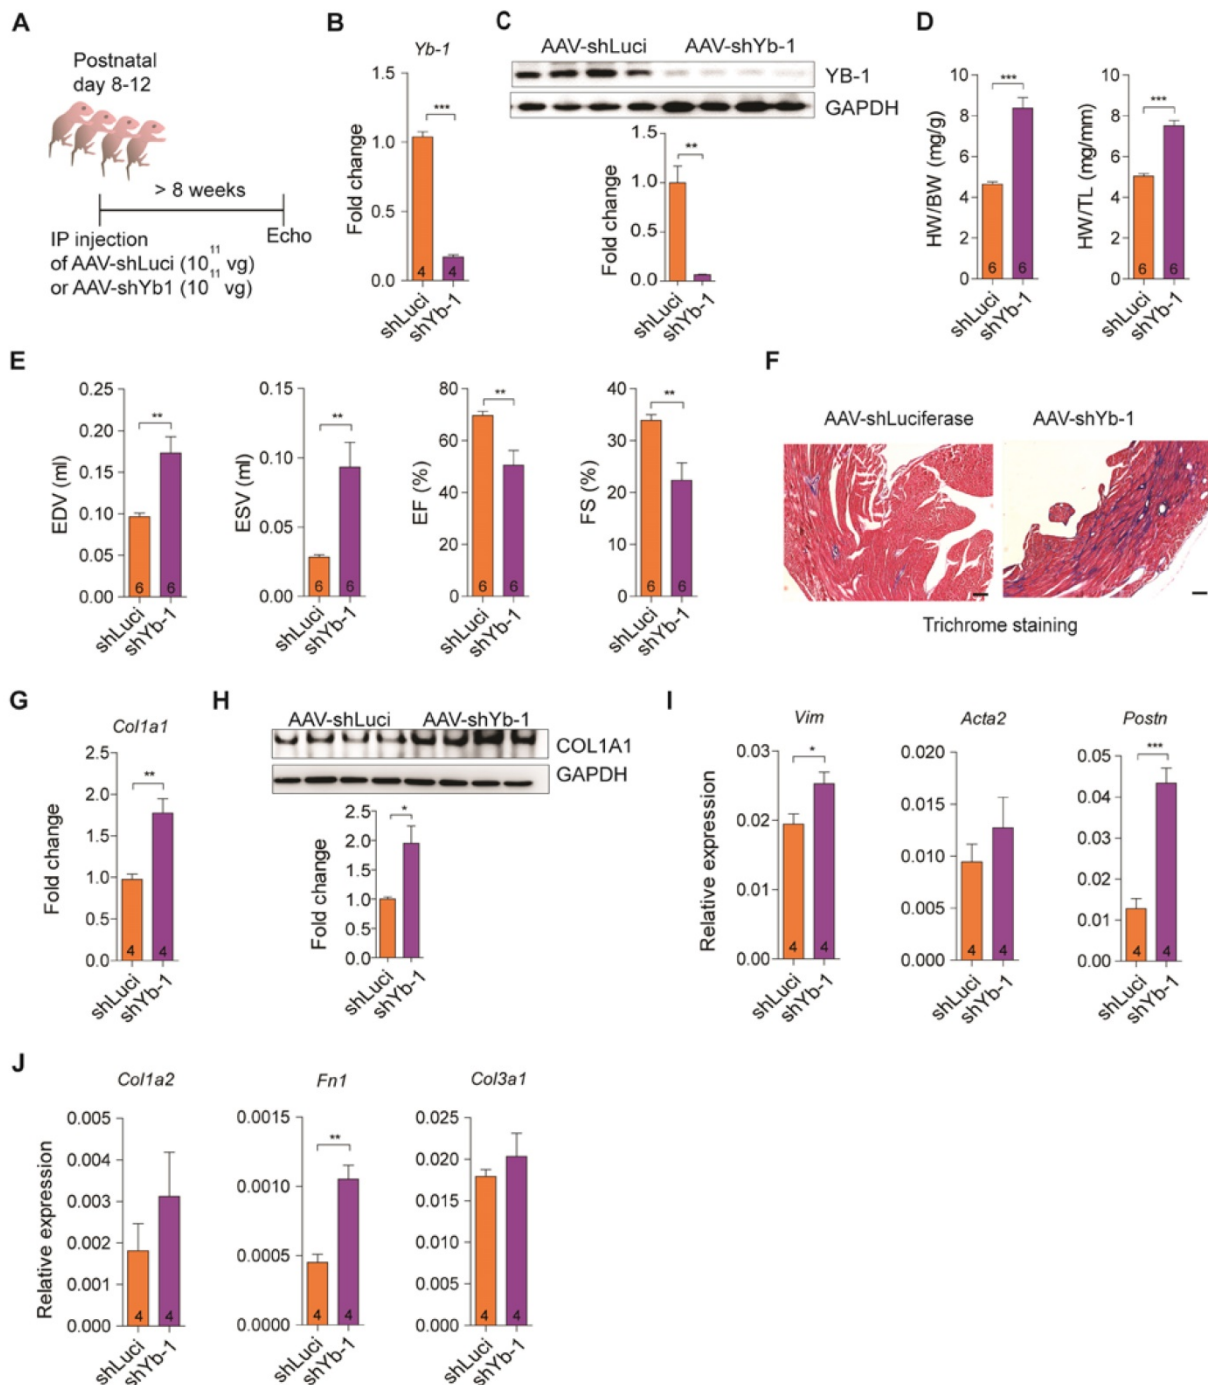 A
Postnatal
day 8-12
> 8 weeks
Echo
IP injection
of AAV-shLuci (10¹¹ vg)
or AAV-shYb1 (10¹¹ vg)
B
Yb-1
Fold change
1.5
1.0
0.5
0.0
***
4 4
shLuci
shYb-1
C
AAV-shLuci AAV-shYb-1
YB-1
GAPDH
Fold change
1.5
1.0
0.5
0.0
**
shLuci
shYb-1
D
HW/BW (mg/g)
10
8
6
4
2
0
***
6 6
shLuci
shYb-1
HW/TL (mg/mm)
10
8
6
4
2
0
***
6 6
shLuci
shYb-1
E
EDV (ml)
0.25
0.20
0.15
0.10
0.05
0.00
**
6 6
shLuci
shYb-1
ESV (ml)
0.15
0.10
0.05
0.00
**
6 6
shLuci
shYb-1
EF (%)
80
60
40
20
0
**
6 6
shLuci
shYb-1
FS (%)
40
30
20
10
0
**
6 6
shLuci
shYb-1
F
AAV-shLuciferase AAV-shYb-1
Trichrome staining
G
Col1a1
Fold change
2.5
2.0
1.5
1.0
0.5
0.0
**
4 4
shLuci
shYb-1
H
AAV-shLuci AAV-shYb-1
COL1A1
GAPDH
Fold change
2.5
2.0
1.5
1.0
2.5
0.0
*
shLuci
shYb-1
I
Vim
Relative expression
0.03
0.02
0.01
0.00
*
4 4
shLuci
shYb-1
Acta2
0.020
0.015
0.010
0.005
0.000
4 4
shLuci
shYb-1
Postn
0.05
0.04
0.03
0.02
0.01
0.00
***
4 4
shLuci
shYb-1
J
Col1a2
Relative expression
0.005
0.004
0.003
0.002
0.001
0.000
4 4
shLuci
shYb-1
Fn1
0.0015
0.0010
0.0005
0.0000
**
4 4
shLuci
shYb-1
Col3a1
0.025
0.020
0.015
0.020
0.025
0.000
4 4
shLuci
shYb-1